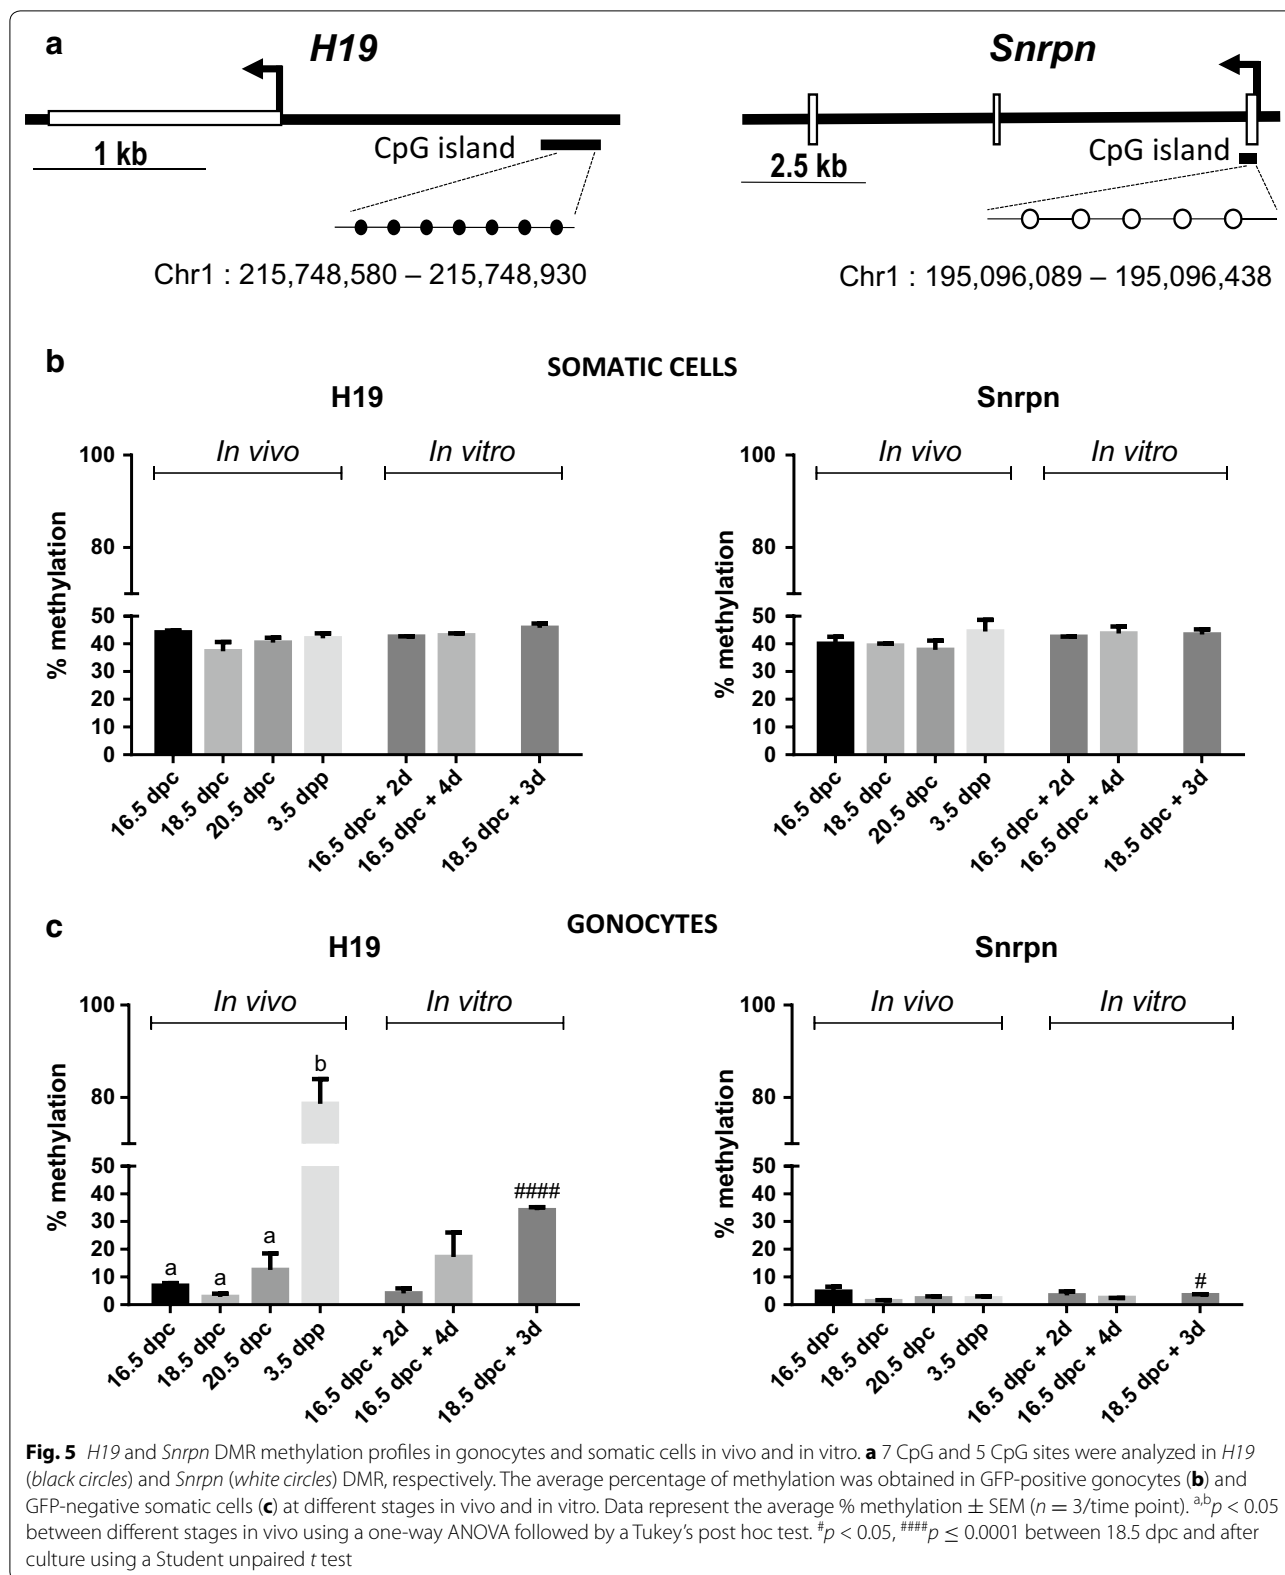 a
H19
Snrpn
CpG island
1 kb
CpG island
2.5 kb
Chr1 : 215,748,580 – 215,748,930
Chr1 : 195,096,089 – 195,096,438
b
SOMATIC CELLS
H19
In vivo
In vitro
% methylation
100
80
50
40
30
20
10
0
16.5 dpc
18.5 dpc
20.5 dpc
3.5 dpp
16.5 dpc + 2d
16.5 dpc + 4d
18.5 dpc + 3d
Snrpn
In vivo
In vitro
% methylation
100
80
50
40
30
20
10
0
16.5 dpc
18.5 dpc
20.5 dpc
3.5 dpp
16.5 dpc + 2d
16.5 dpc + 4d
18.5 dpc + 3d
c
GONOCYTES
H19
In vivo
In vitro
% methylation
100
80
50
40
30
20
10
0
a
a
a
b
####
16.5 dpc
18.5 dpc
20.5 dpc
3.5 dpp
16.5 dpc + 2d
16.5 dpc + 4d
18.5 dpc + 3d
Snrpn
In vivo
In vitro
% methylation
100
80
50
40
30
20
10
0
#
16.5 dpc
18.5 dpc
20.5 dpc
3.5 dpp
16.5 dpc + 2d
16.5 dpc + 4d
18.5 dpc + 3d
Fig. 5 H19 and Snrpn DMR methylation profiles in gonocytes and somatic cells in vivo and in vitro. a 7 CpG and 5 CpG sites were analyzed in H19
(black circles) and Snrpn (white circles) DMR, respectively. The average percentage of methylation was obtained in GFP-positive gonocytes (b) and
GFP-negative somatic cells (c) at different stages in vivo and in vitro. Data represent the average % methylation ± SEM (n = 3/time point). a,bp < 0.05
between different stages in vivo using a one-way ANOVA followed by a Tukey's post hoc test. #p < 0.05, ####p ≤ 0.0001 between 18.5 dpc and after
culture using a Student unpaired t test